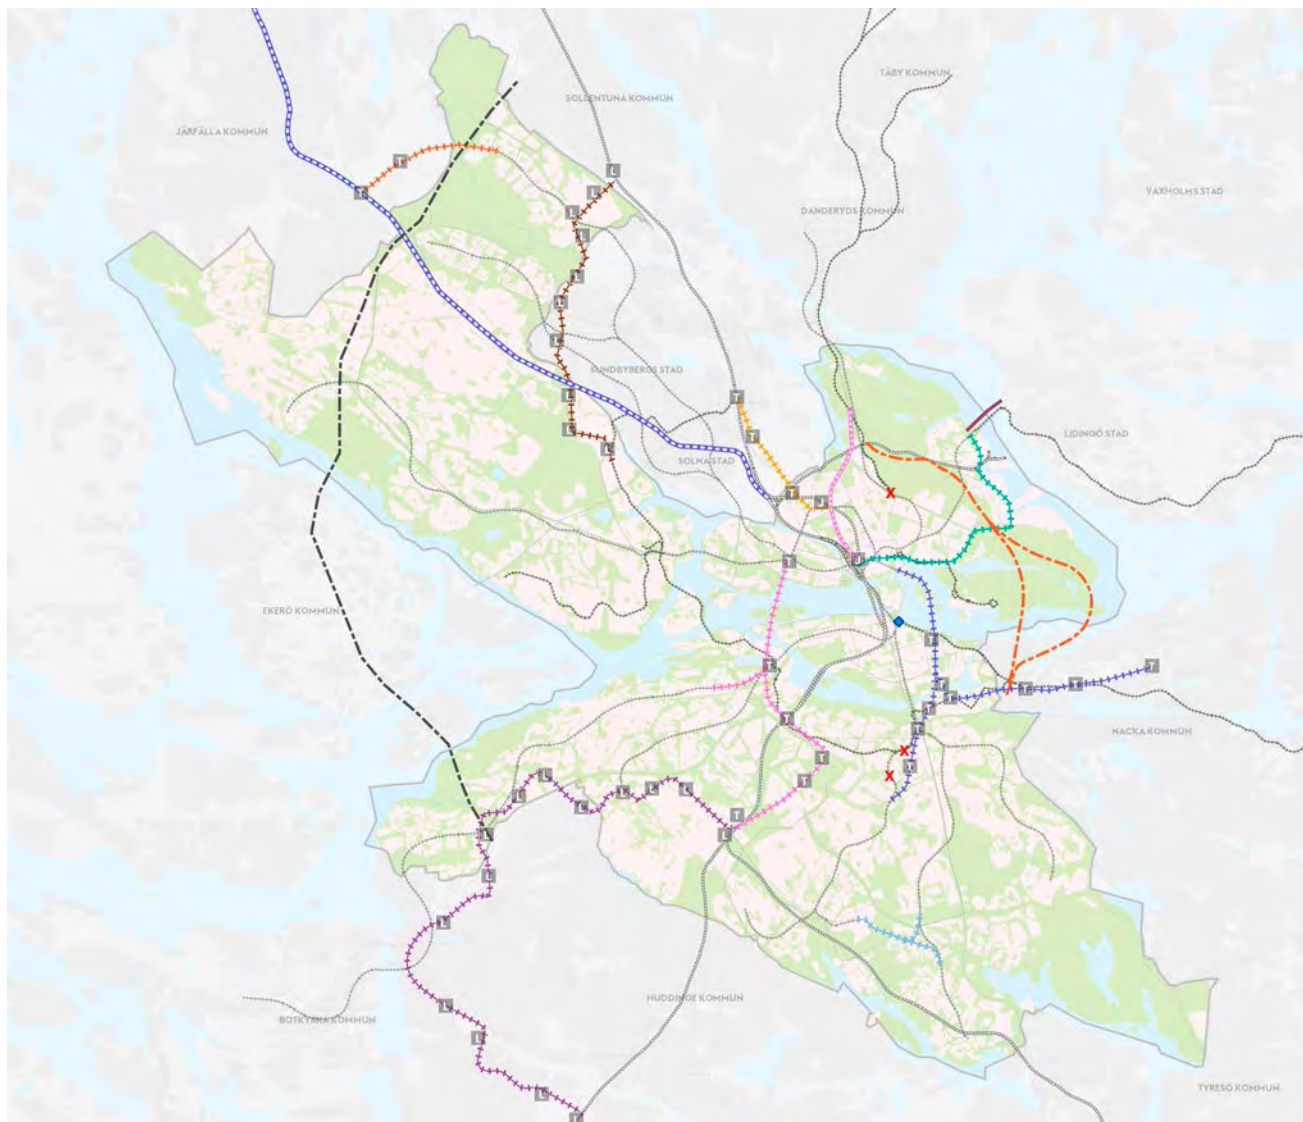 TÄBY KOMMUN
SOLLENTUNA KOMMUN
JÄRFÄLLA KOMMUN
VAXHOLMS STAD
T
L
T
L
DANDERYDS KOMMUN
L
L
L
L
L
SUNDBYBERGS STAD
L
T
LIDINGÖ STAD
L
T
L
SOLNA STAD
T
X
J
J
T
EKERÖ KOMMUN
T
T
T
T
T
T
T
T
T
T
NACKA KOMMUN
X
T
T
L
X
T
L
L
L
L
L
T
L
L
L
L
HUDDINGE KOMMUN
L
BOTKYRKA KOMMUN
L
TYRESÖ KOMMUN
L
L